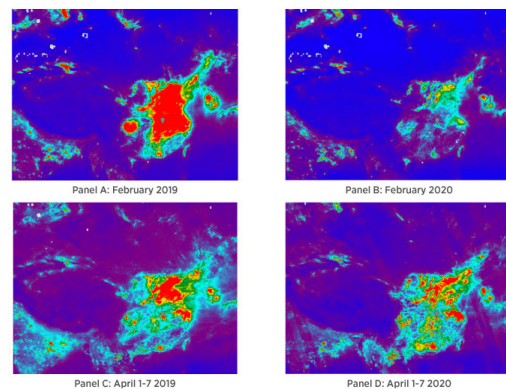 Panel A: February 2019
Panel B: February 2020
Panel C: April 1-7 2019
Panel D: April 1-7 2020